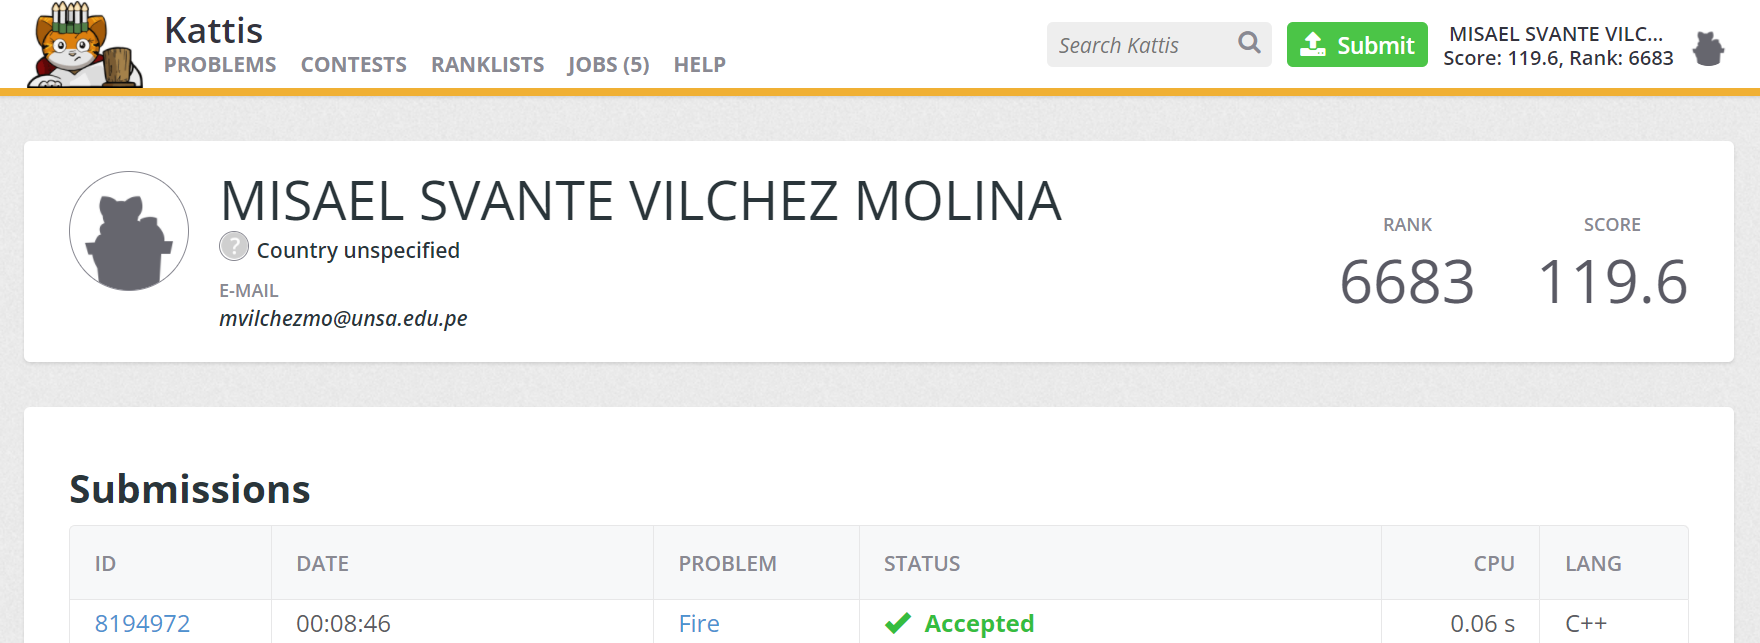 Kattis
PROBLEMS CONTESTS RANKLISTS JOBS (5) HELP
Search Kattis
Submit
MISAEL SVANTE VILC...
Score: 119.6, Rank: 6683
MISAEL SVANTE VILCHEZ MOLINA
? Country unspecified
E-MAIL
mvilchezmo@unsa.edu.pe
RANK SCORE
6683 119.6
Submissions
ID DATE PROBLEM STATUS CPU LANG
8194972 00:08:46 Fire Accepted 0.06 s C++